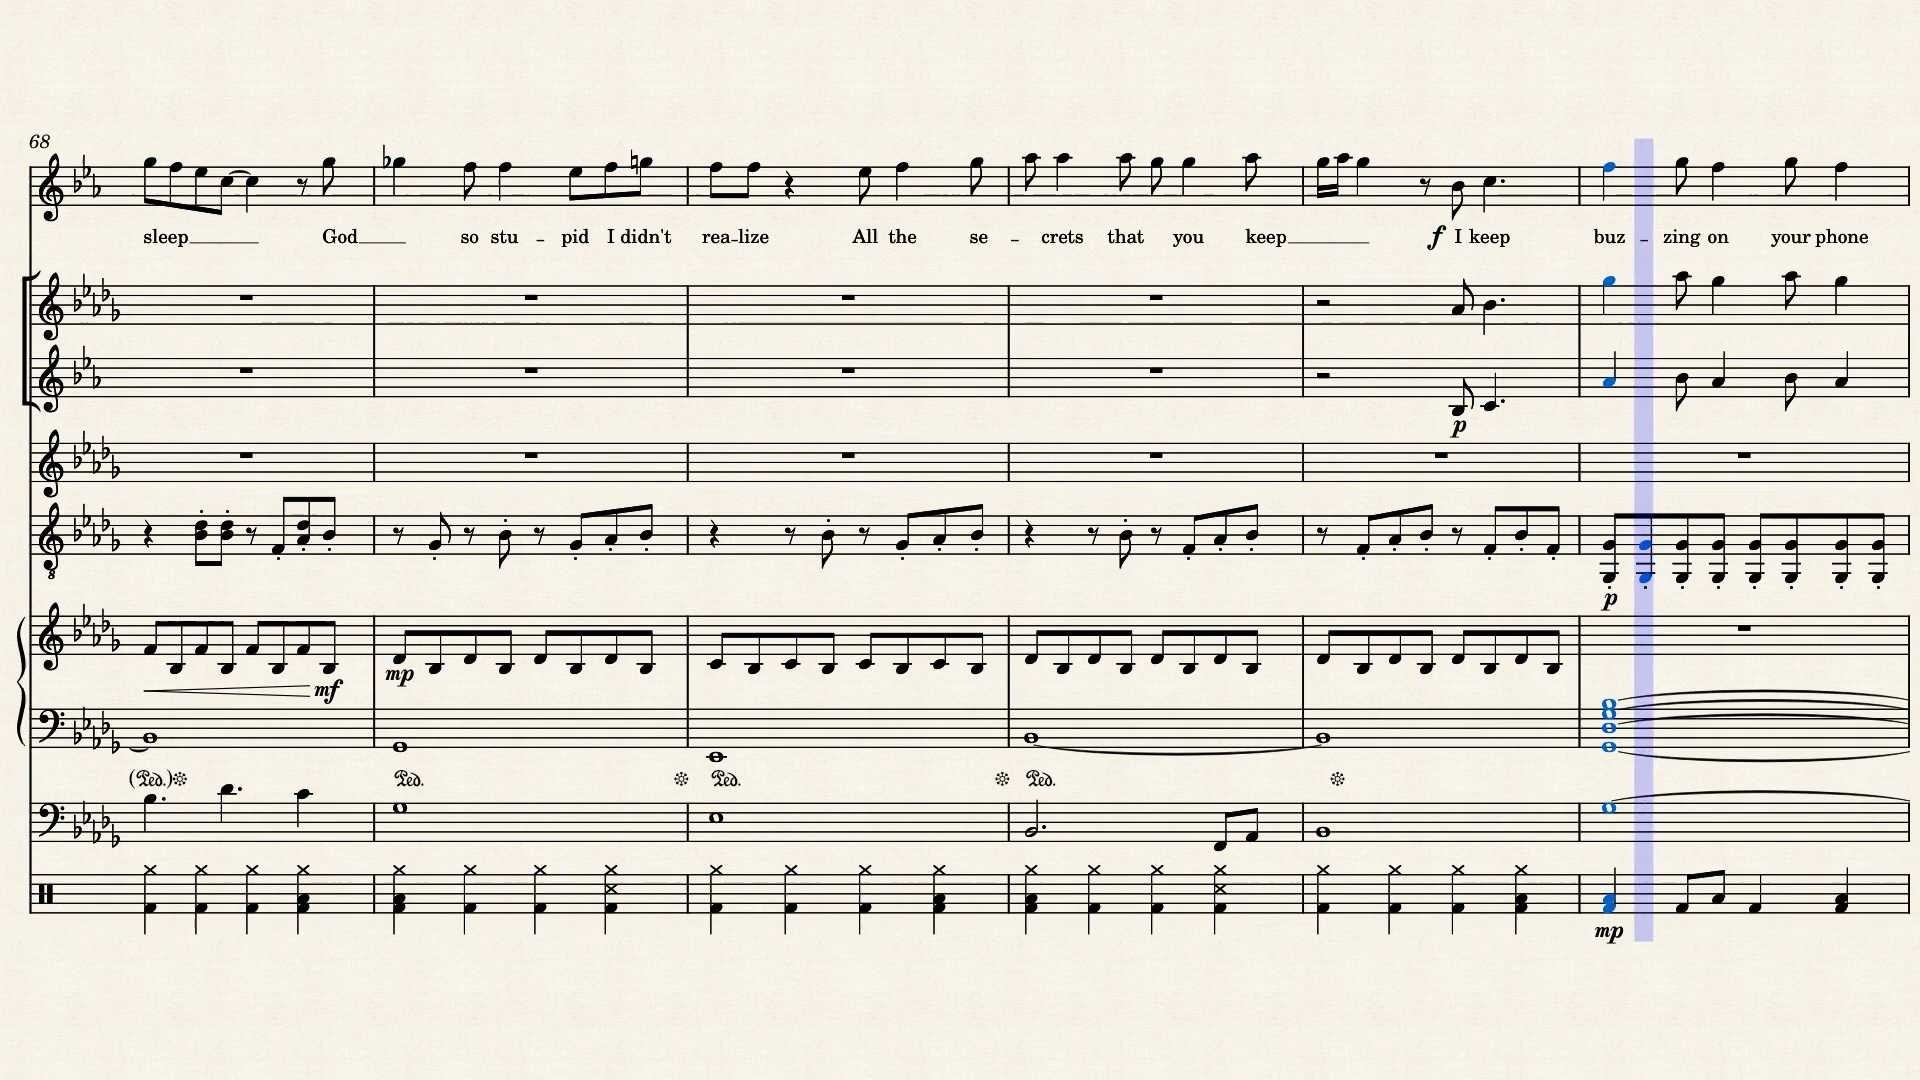 68
sleep God so stu - pid I didn't rea-lize All the se - crets that you keep f I keep buz - zing on your phone
p
8
p
mp
mf
(Ped.) Ped. Ped. Ped.
mp